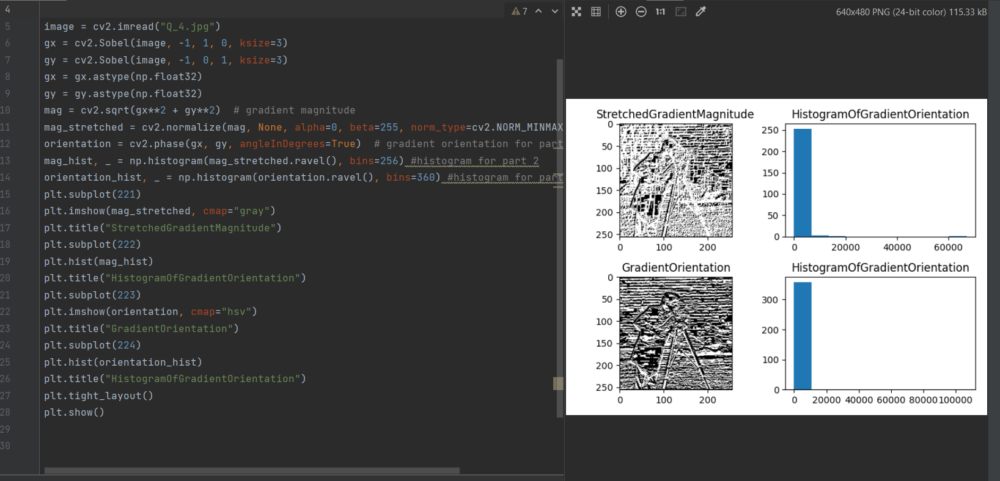 4
7
5 image = cv2.imread("Q_4.jpg")
6 gx = cv2.Sobel(image, -1, 1, 0, ksize=3)
7 gy = cv2.Sobel(image, -1, 0, 1, ksize=3)
8 gx = gx.astype(np.float32)
9 gy = gy.astype(np.float32)
10 mag = cv2.sqrt(gx**2 + gy**2)  # gradient magnitude
11 mag_stretched = cv2.normalize(mag, None, alpha=0, beta=255, norm_type=cv2.NORM_MINMAX
12 orientation = cv2.phase(gx, gy, angleInDegrees=True)  # gradient orientation for part
13 mag_hist, _ = np.histogram(mag_stretched.ravel(), bins=256) #histogram for part 2
14 orientation_hist, _ = np.histogram(orientation.ravel(), bins=360) #histogram for part
15 plt.subplot(221)
16 plt.imshow(mag_stretched, cmap="gray")
17 plt.title("StretchedGradientMagnitude")
18 plt.subplot(222)
19 plt.hist(mag_hist)
20 plt.title("HistogramOfGradientOrientation")
21 plt.subplot(223)
22 plt.imshow(orientation, cmap="hsv")
23 plt.title("GradientOrientation")
24 plt.subplot(224)
25 plt.hist(orientation_hist)
26 plt.title("HistogramOfGradientOrientation")
27 plt.tight_layout()
28 plt.show()
29
30
1:1
640x480 PNG (24-bit color) 115.33 kB
StretchedGradientMagnitude
0
50
100
150
200
250
0 100 200
HistogramOfGradientOrientation
250
200
150
100
50
0
0 20000 40000 60000
GradientOrientation
0
50
100
150
200
250
0 100 200
HistogramOfGradientOrientation
300
200
100
0
0 20000 40000 60000 80000 100000